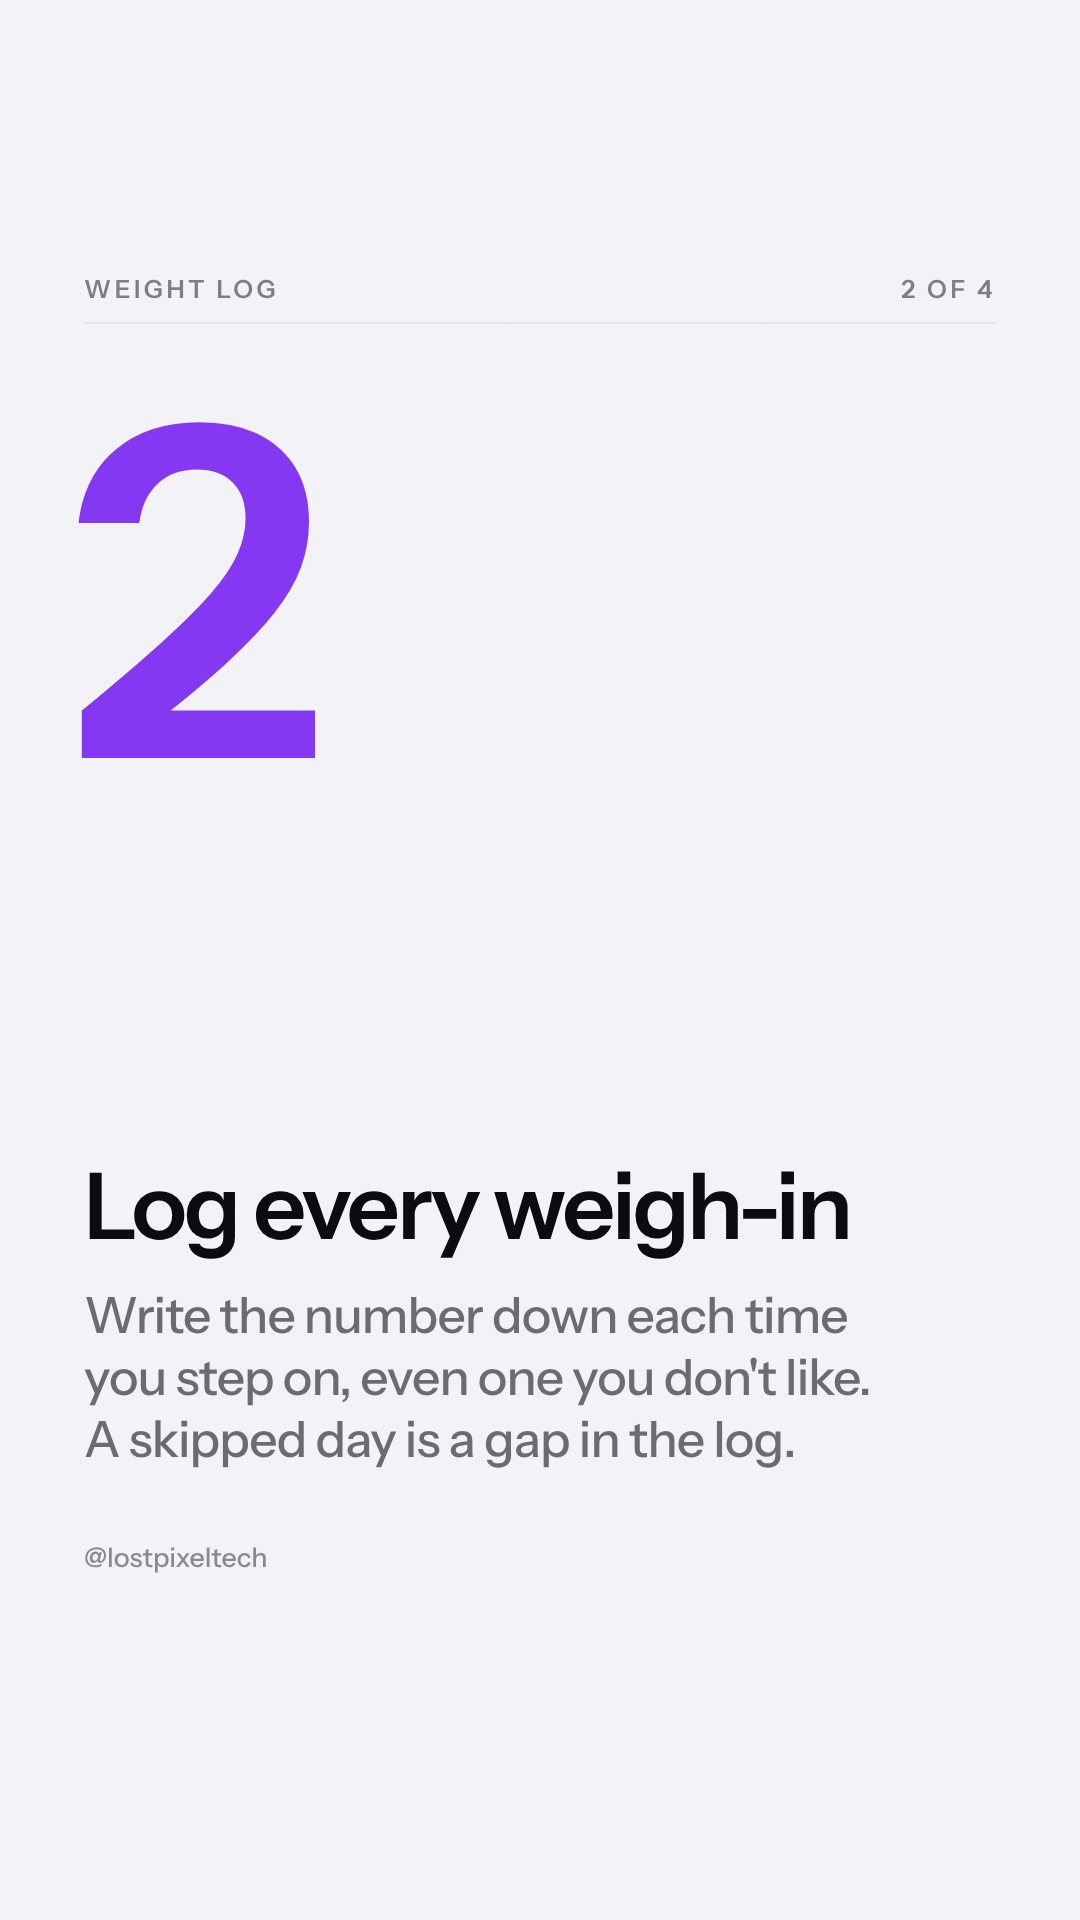 WEIGHT LOG
2 OF 4
2
Log every weigh-in
Write the number down each time
you step on, even one you don't like.
A skipped day is a gap in the log.
@lostpixeltech